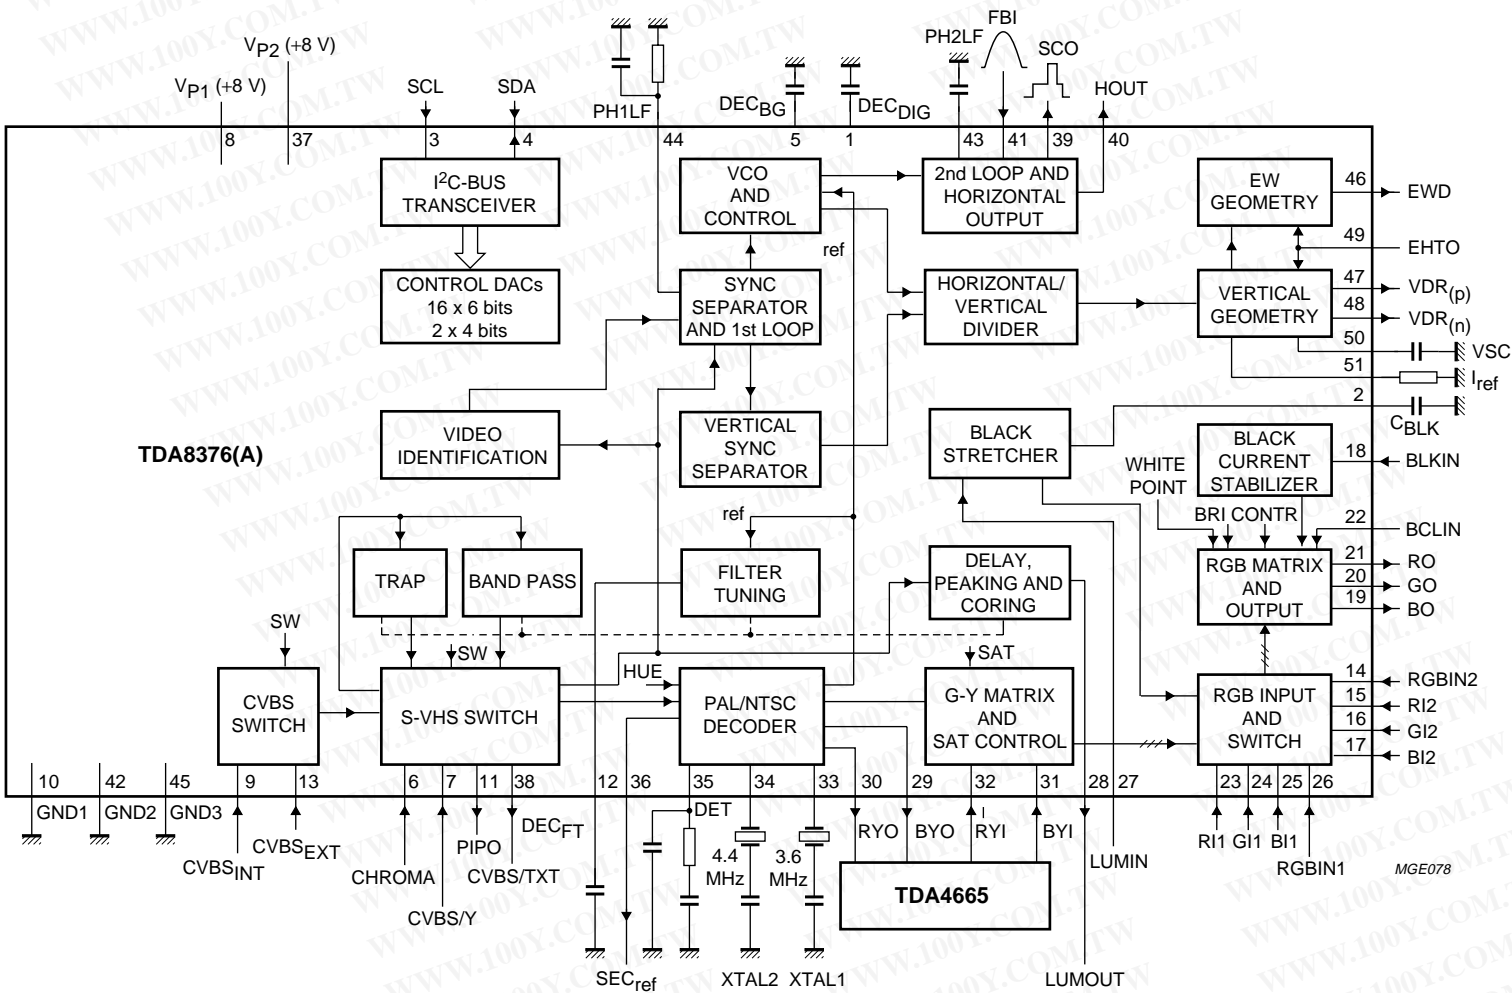 FBI
VP2 (+8 V)
PH2LF
SCO
VP1 (+8 V)
SCL
SDA
HOUT
PH1LF
DECBG
DECDIG
8
37
3
4
44
5
1
43
41
39
40
I2C-BUS
TRANSCEIVER
VCO
AND
CONTROL
2nd LOOP AND
HORIZONTAL
OUTPUT
EW
GEOMETRY
46
EWD
ref
49
EHTO
CONTROL DACs
16 x 6 bits
2 x 4 bits
SYNC
SEPARATOR
AND 1st LOOP
HORIZONTAL/
VERTICAL
DIVIDER
VERTICAL
GEOMETRY
47
VDR(p)
48
VDR(n)
50
VSC
51
Iref
2
CBLK
TDA8376(A)
VIDEO
IDENTIFICATION
VERTICAL
SYNC
SEPARATOR
BLACK
STRETCHER
BLACK
CURRENT
STABILIZER
18
BLKIN
WHITE
POINT
BRI
CONTR
22
BCLIN
ref
TRAP
BAND PASS
FILTER
TUNING
DELAY,
PEAKING AND
CORING
RGB MATRIX
AND
OUTPUT
21
RO
20
GO
19
BO
SW
SW
HUE
SAT
CVBS
SWITCH
S-VHS SWITCH
PAL/NTSC
DECODER
G-Y MATRIX
AND
SAT CONTROL
RGB INPUT
AND
SWITCH
14
RGBIN2
15
RI2
16
GI2
17
BI2
10
42
45
9
13
6
7
11
38
12
36
35
34
33
30
29
32
31
28
27
23
24
25
26
GND1
GND2
GND3
CVBSINT
CVBSEXT
CHROMA
CVBS/Y
PIPO
CVBS/TXT
DECFT
SECref
DET
4.4
MHz
3.6
MHz
XTAL2
XTAL1
RYO
BYO
RYI
BYI
TDA4665
LUMIN
LUMOUT
RI1
GI1
BI1
RGBIN1
MGE078
WWW.100Y.COM.TW